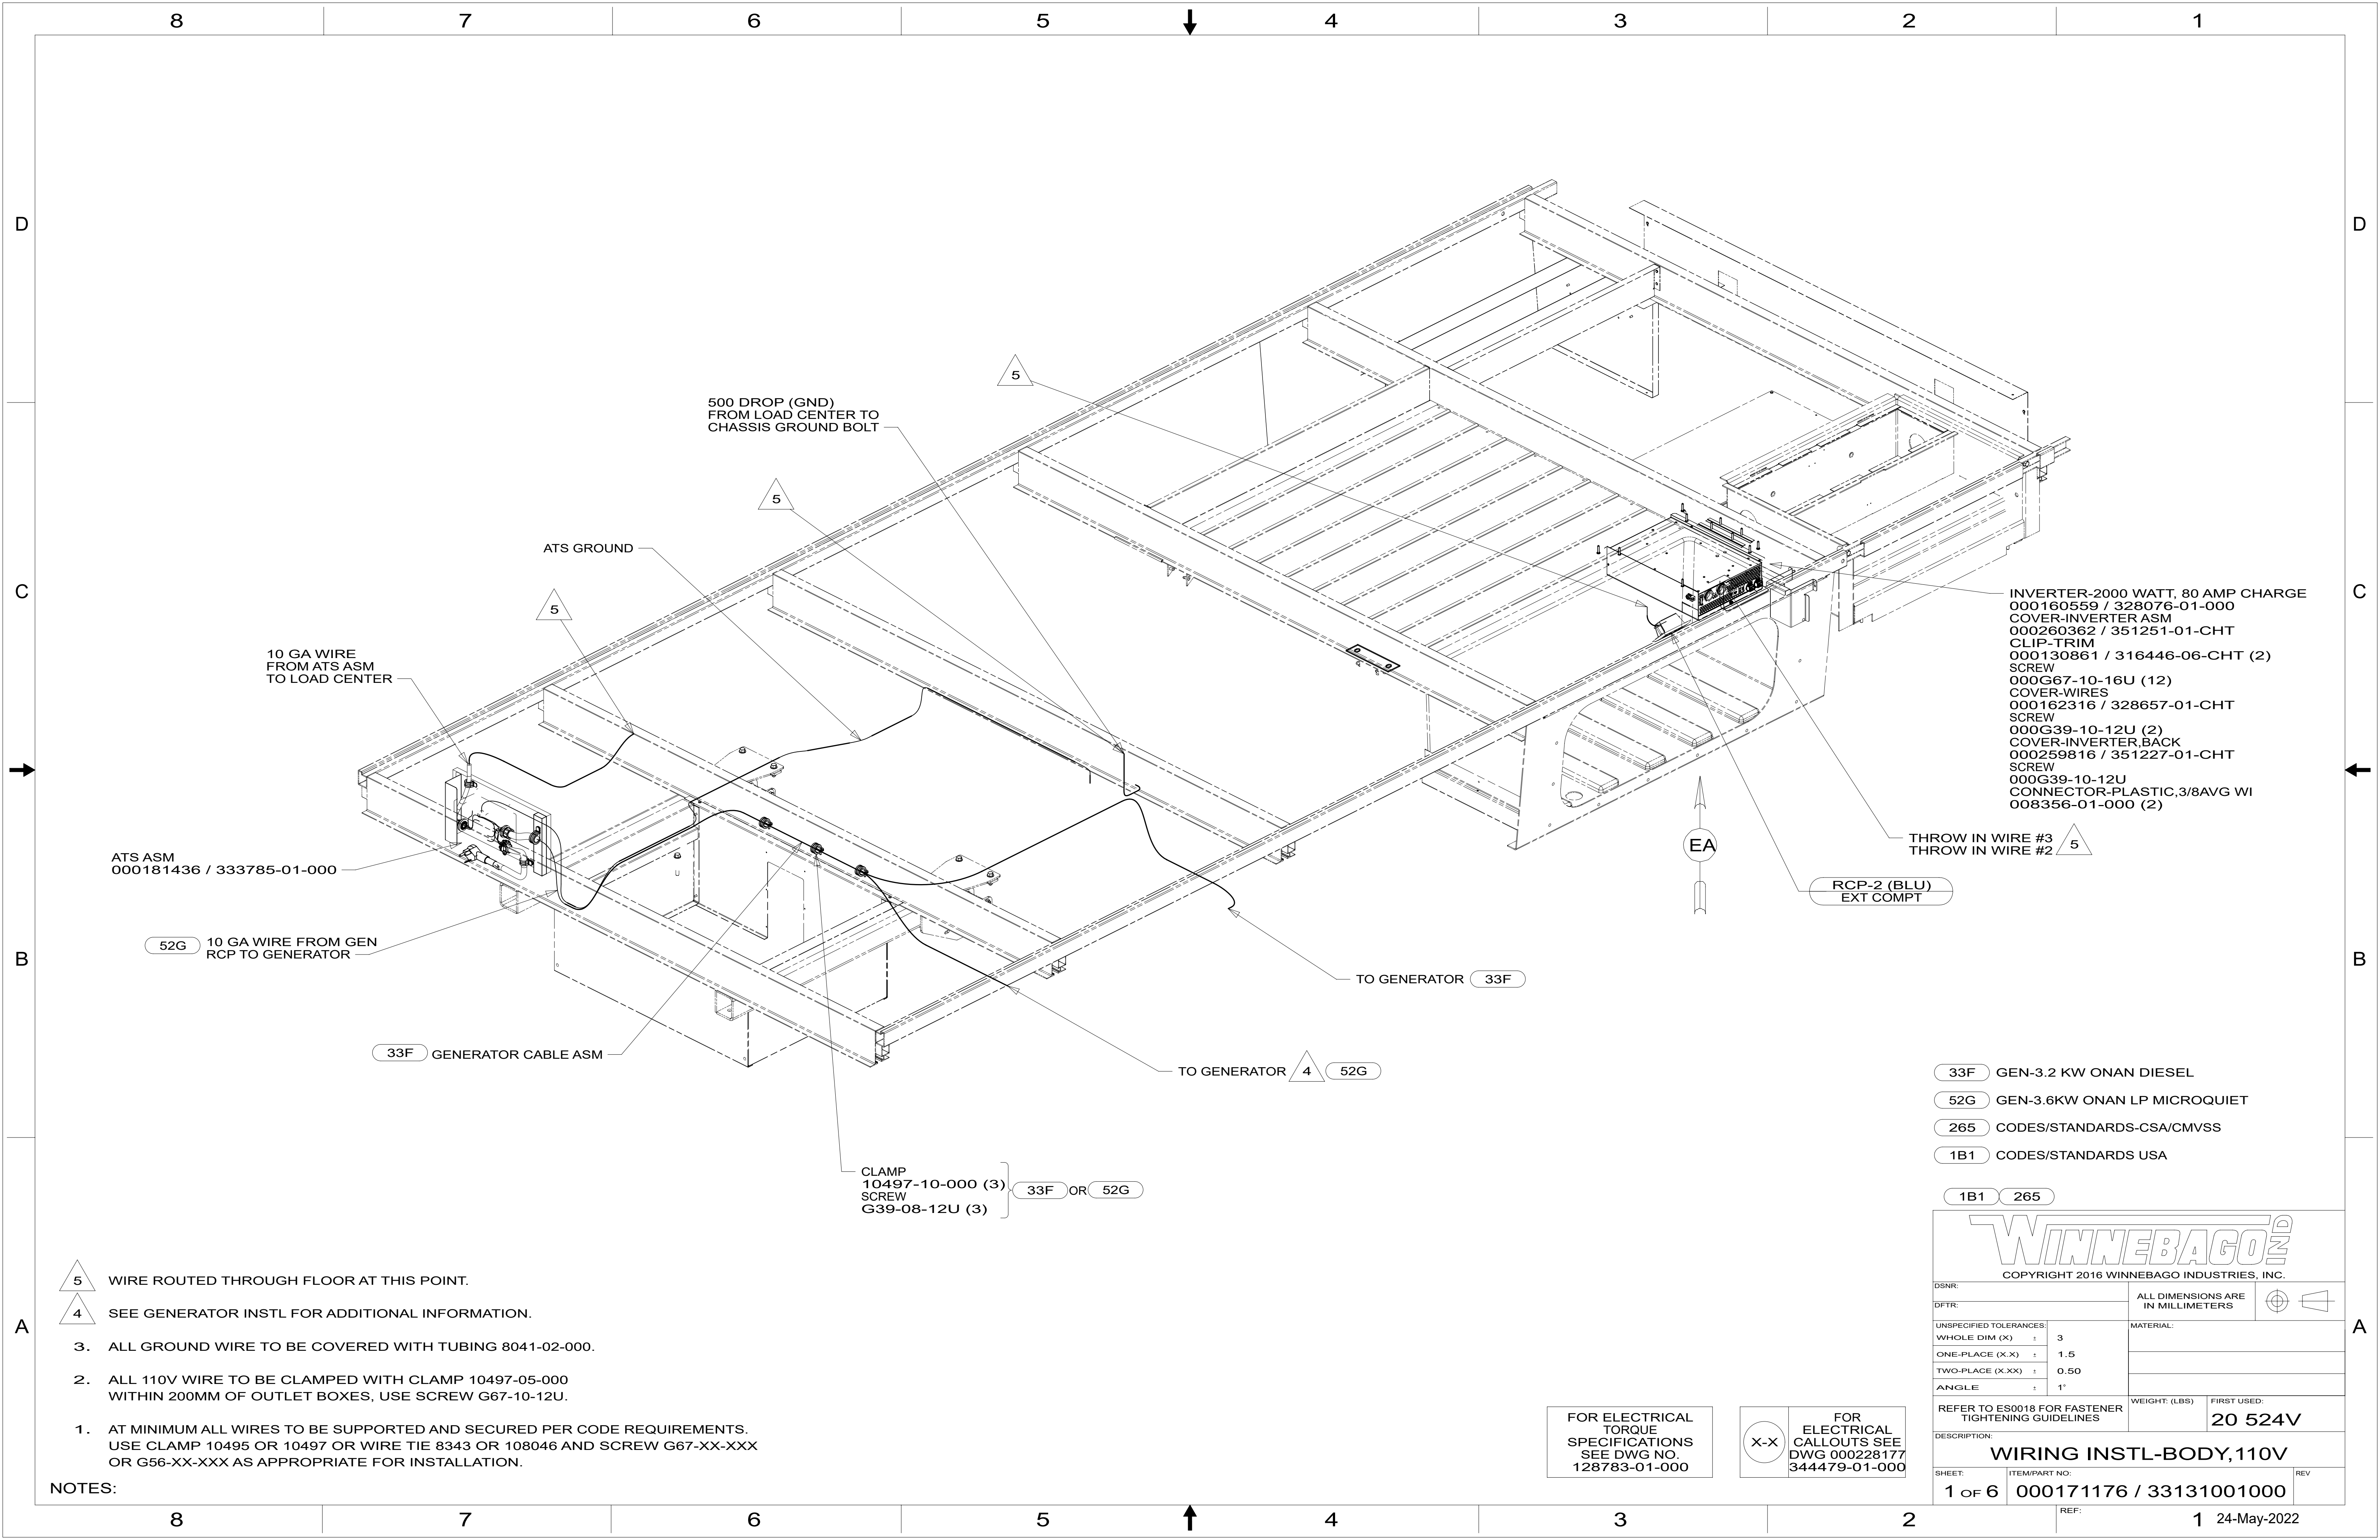 8 7 6 5 4 3 2 1
D
D
5
500 DROP (GND)
FROM LOAD CENTER TO
CHASSIS GROUND BOLT
5
ATS GROUND
C
C
5
INVERTER-2000 WATT, 80 AMP CHARGE
000160559 / 328076-01-000
COVER-INVERTER ASM
000260362 / 351251-01-CHT
CLIP-TRIM
000130861 / 316446-06-CHT (2)
SCREW
000G67-10-16U (12)
COVER-WIRES
000162316 / 328657-01-CHT
SCREW
000G39-10-12U (2)
COVER-INVERTER,BACK
000259816 / 351227-01-CHT
SCREW
000G39-10-12U
CONNECTOR-PLASTIC,3/8AVG WI
008356-01-000 (2)
10 GA WIRE
FROM ATS ASM
TO LOAD CENTER
THROW IN WIRE #3
THROW IN WIRE #2
5
EA
ATS ASM
000181436 / 333785-01-000
RCP-2 (BLU)
EXT COMPT
52G 10 GA WIRE FROM GEN
RCP TO GENERATOR
B
B
TO GENERATOR 33F
33F GENERATOR CABLE ASM
TO GENERATOR 4 52G
33F GEN-3.2 KW ONAN DIESEL
52G GEN-3.6KW ONAN LP MICROQUIET
265 CODES/STANDARDS-CSA/CMVSS
1B1 CODES/STANDARDS USA
CLAMP
10497-10-000 (3)
SCREW
G39-08-12U (3)
33F OR 52G
1B1 265
5 WIRE ROUTED THROUGH FLOOR AT THIS POINT.
4 SEE GENERATOR INSTL FOR ADDITIONAL INFORMATION.
A
A
3. ALL GROUND WIRE TO BE COVERED WITH TUBING 8041-02-000.
2. ALL 110V WIRE TO BE CLAMPED WITH CLAMP 10497-05-000
WITHIN 200MM OF OUTLET BOXES, USE SCREW G67-10-12U.
1. AT MINIMUM ALL WIRES TO BE SUPPORTED AND SECURED PER CODE REQUIREMENTS.
USE CLAMP 10495 OR 10497 OR WIRE TIE 8343 OR 108046 AND SCREW G67-XX-XXX
OR G56-XX-XXX AS APPROPRIATE FOR INSTALLATION.
NOTES:
FOR ELECTRICAL
TORQUE
SPECIFICATIONS
SEE DWG NO.
128783-01-000
X-X
FOR
ELECTRICAL
CALLOUTS SEE
DWG 000228177
344479-01-000
WINNEBAGO IND
COPYRIGHT 2016 WINNEBAGO INDUSTRIES, INC.
DSNR:
DFTR:
ALL DIMENSIONS ARE
IN MILLIMETERS
UNSPECIFIED TOLERANCES:
WHOLE DIM (X) ± 3
ONE-PLACE (X.X) ± 1.5
TWO-PLACE (X.XX) ± 0.50
ANGLE ± 1°
MATERIAL:
REFER TO ES0018 FOR FASTENER
TIGHTENING GUIDELINES
WEIGHT: (LBS)
FIRST USED:
20 524V
DESCRIPTION:
WIRING INSTL-BODY,110V
SHEET:
1 OF 6
ITEM/PART NO:
000171176 / 33131001000
REV
REF:
8 7 6 5 4 3 2 1
24-May-2022